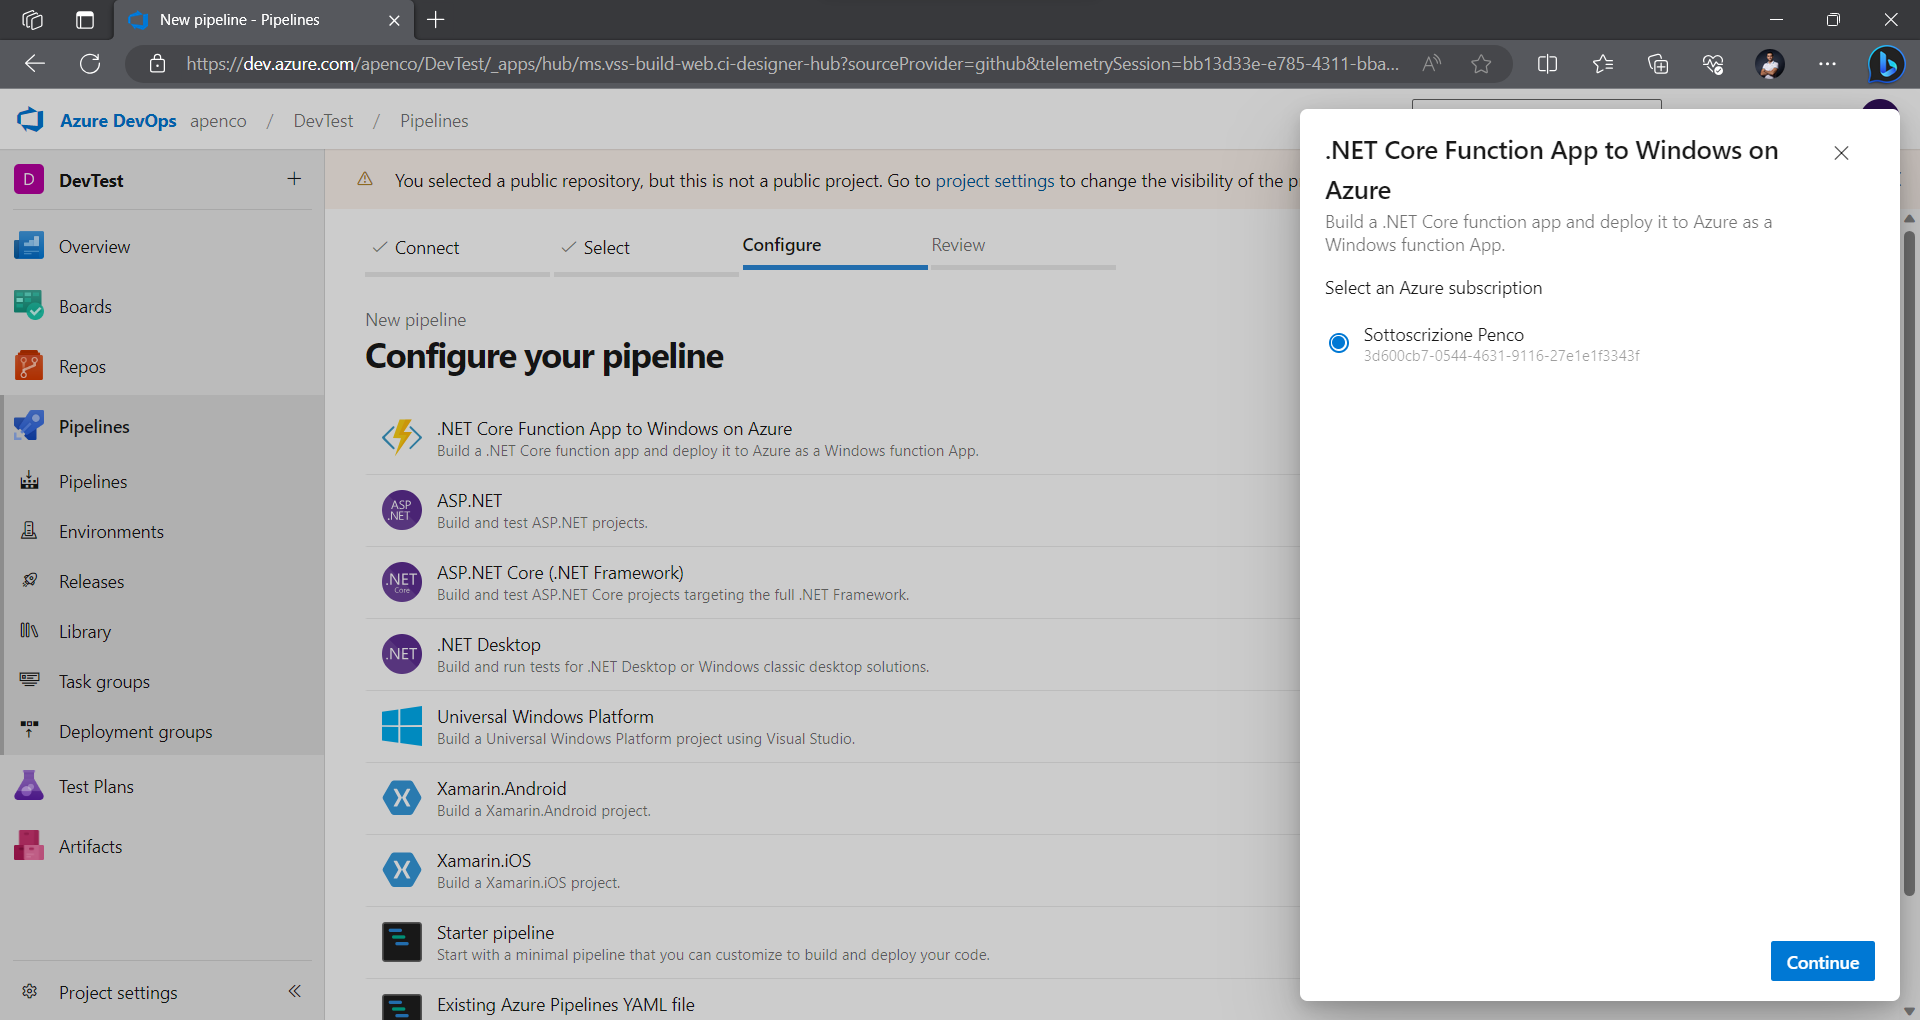 New pipeline - Pipelines
https://dev.azure.com/apenco/DevTest/_apps/hub/ms.vss-build-web.ci-designer-hub?sourceProvider=github&telemetrySession=bb13d33e-e785-4311-bba...
Azure DevOps apenco / DevTest / Pipelines
D DevTest
Overview
Boards
Repos
Pipelines
Pipelines
Environments
Releases
Library
Task groups
Deployment groups
Test Plans
Artifacts
Project settings
You selected a public repository, but this is not a public project. Go to project settings to change the visibility of the p
Connect
Select
Configure
Review
New pipeline
Configure your pipeline
.NET Core Function App to Windows on Azure
Build a .NET Core function app and deploy it to Azure as a Windows function App.
ASP .NET
ASP.NET
Build and test ASP.NET projects.
.NET Core
ASP.NET Core (.NET Framework)
Build and test ASP.NET Core projects targeting the full .NET Framework.
.NET
.NET Desktop
Build and run tests for .NET Desktop or Windows classic desktop solutions.
Universal Windows Platform
Build a Universal Windows Platform project using Visual Studio.
Xamarin.Android
Build a Xamarin.Android project.
Xamarin.iOS
Build a Xamarin.iOS project.
Starter pipeline
Start with a minimal pipeline that you can customize to build and deploy your code.
Existing Azure Pipelines YAML file
.NET Core Function App to Windows on
Azure
Build a .NET Core function app and deploy it to Azure as a
Windows function App.
Select an Azure subscription
Sottoscrizione Penco
3d600cb7-0544-4631-9116-27e1e1f3343f
Continue